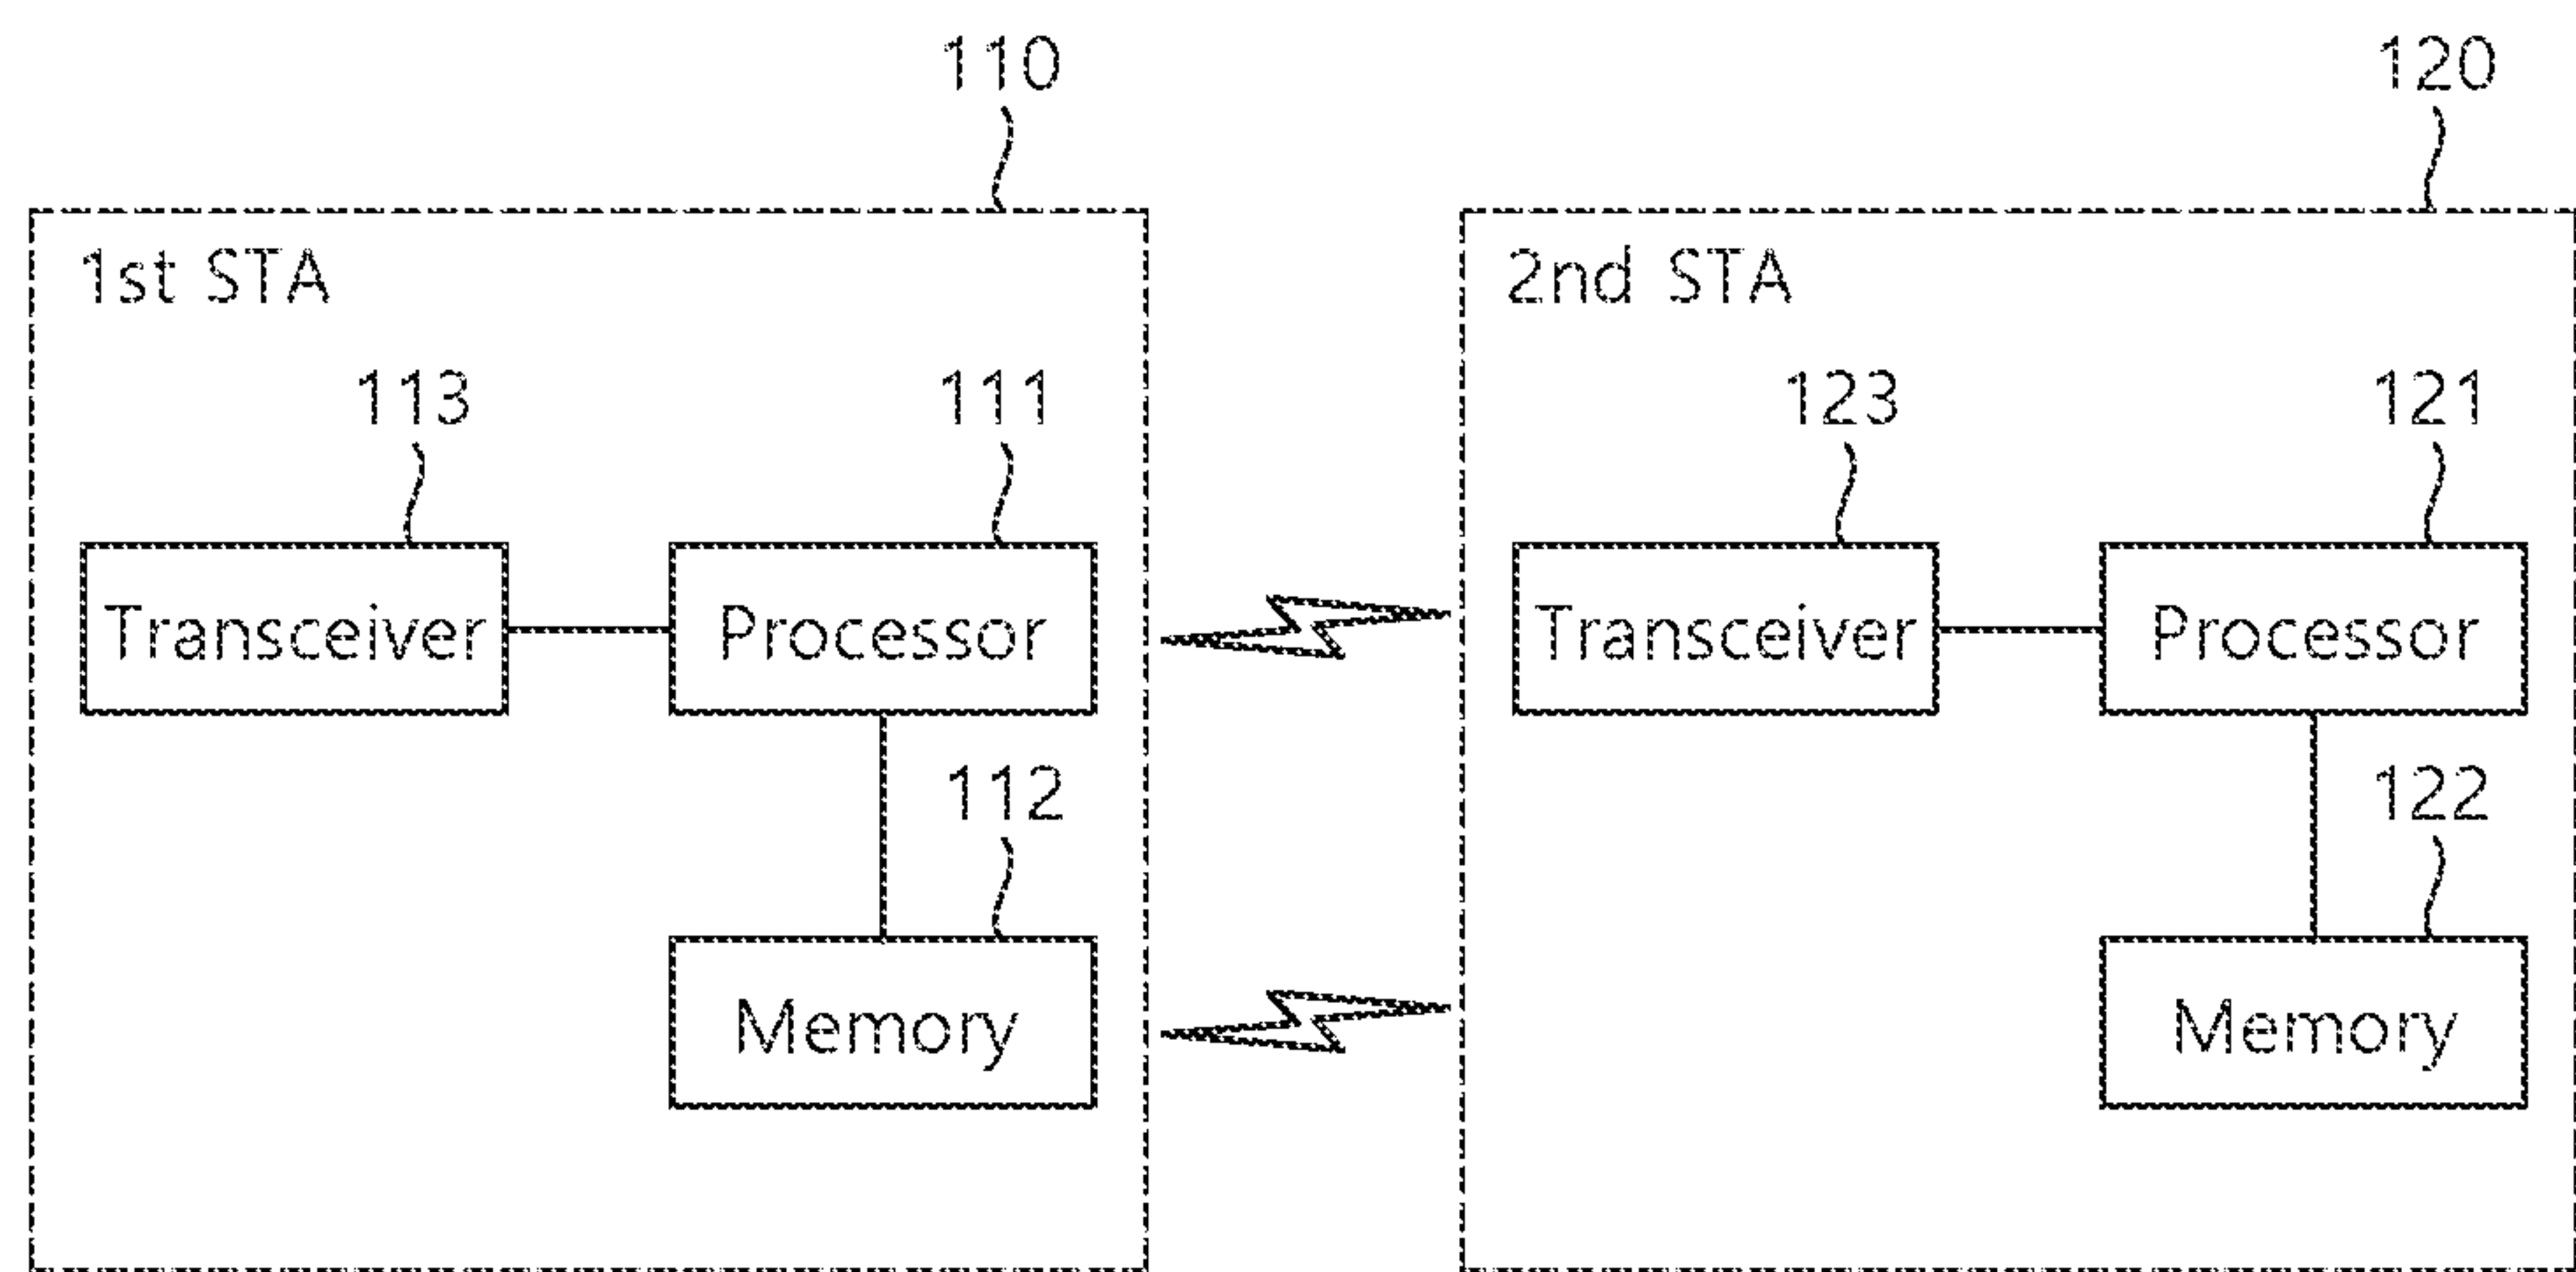 110
120
1st STA
2nd STA
113
111
123
121
Transceiver
Processor
Transceiver
Processor
112
122
Memory
Memory